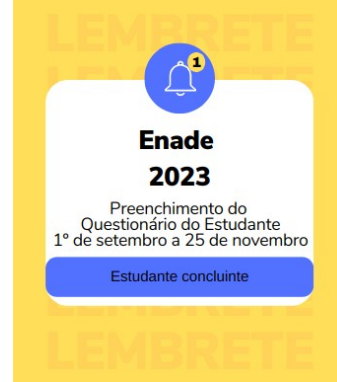 LEMBRETE
LEMBRETE
1
Enade
2023
Preenchimento do
Questionário do Estudante
1° de setembro a 25 de novembro
Estudante concluinte
LEMBRETE
LEMBRETE